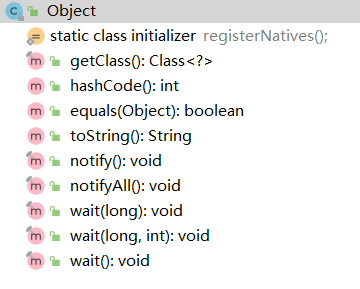 C Object
static class initializer registerNatives();
m getClass(): Class<?>
m hashCode(): int
m equals(Object): boolean
m toString(): String
m notify(): void
m notifyAll(): void
m wait(long): void
m wait(long, int): void
m wait(): void